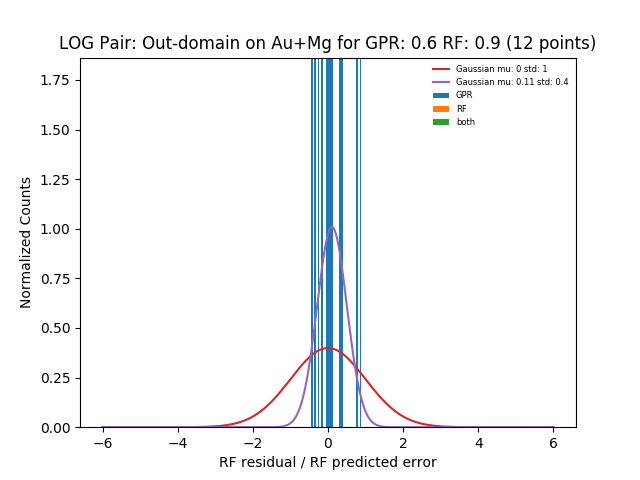 LOG Pair: Out-domain on Au+Mg for GPR: 0.6 RF: 0.9 (12 points)
Gaussian mu: 0 std: 1
Gaussian mu: 0.11 std: 0.4
GPR
RF
both
Normalized Counts
1.75
1.50
1.25
1.00
0.75
0.50
0.25
0.00
−6 −4 −2 0 2 4 6
RF residual / RF predicted error